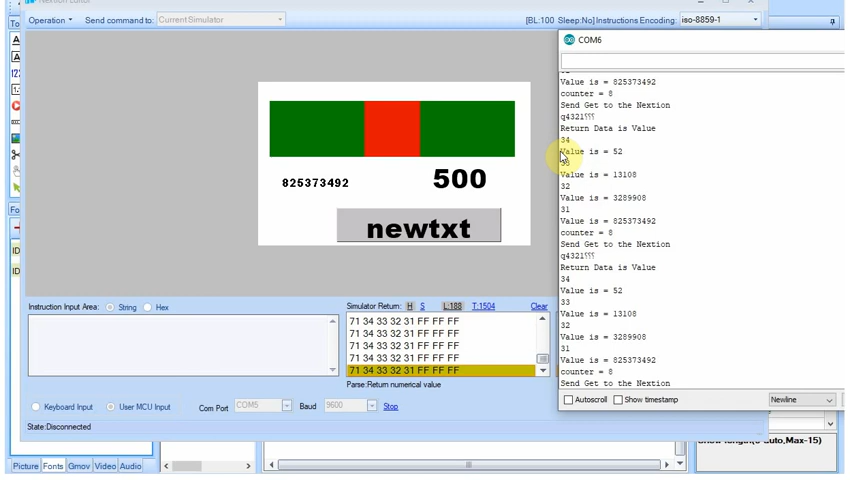 Nextion Editor
Operation
Send command to:
Current Simulator
[BL:100 Sleep:No] Instructions Encoding:
iso-8859-1
COM6
825373492
500
newtxt
Value is = 825373492
counter = 8
Send Get to the Nextion
q4321ÿÿÿ
Return Data is Value
34
Value is = 52
33
Value is = 13108
32
Value is = 3289908
31
Value is = 825373492
counter = 8
Send Get to the Nextion
q4321ÿÿÿ
Return Data is Value
34
Value is = 52
33
Value is = 13108
32
Value is = 3289908
31
Value is = 825373492
counter = 8
Send Get to the Nextion
Autoscroll
Show timestamp
Newline
Instruction Input Area:
String
Hex
Simulator Return:
H
S
L:188
T:1504
Clear
71 34 33 32 31 FF FF FF
71 34 33 32 31 FF FF FF
71 34 33 32 31 FF FF FF
71 34 33 32 31 FF FF FF
71 34 33 32 31 FF FF FF
Parse:Return numerical value
Keyboard Input
User MCU Input
Com Port
COM5
Baud
9600
Stop
State:Disconnected
Picture
Fonts
Gmov
Video
Audio